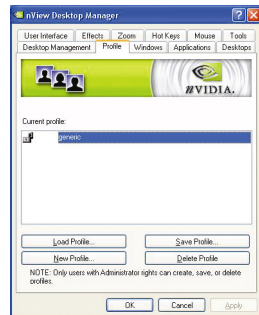 nView Desktop Manager
User Interface Effects Zoom Hot Keys Mouse Tools
Desktop Management Profile Windows Applications Desktops
NVIDIA.
Current profile:
generic
Load Profile... Save Profile...
New Profile... Delete Profile
NOTE: Only users with Administrator rights can create, save, or delete
profiles.
OK Cancel Apply